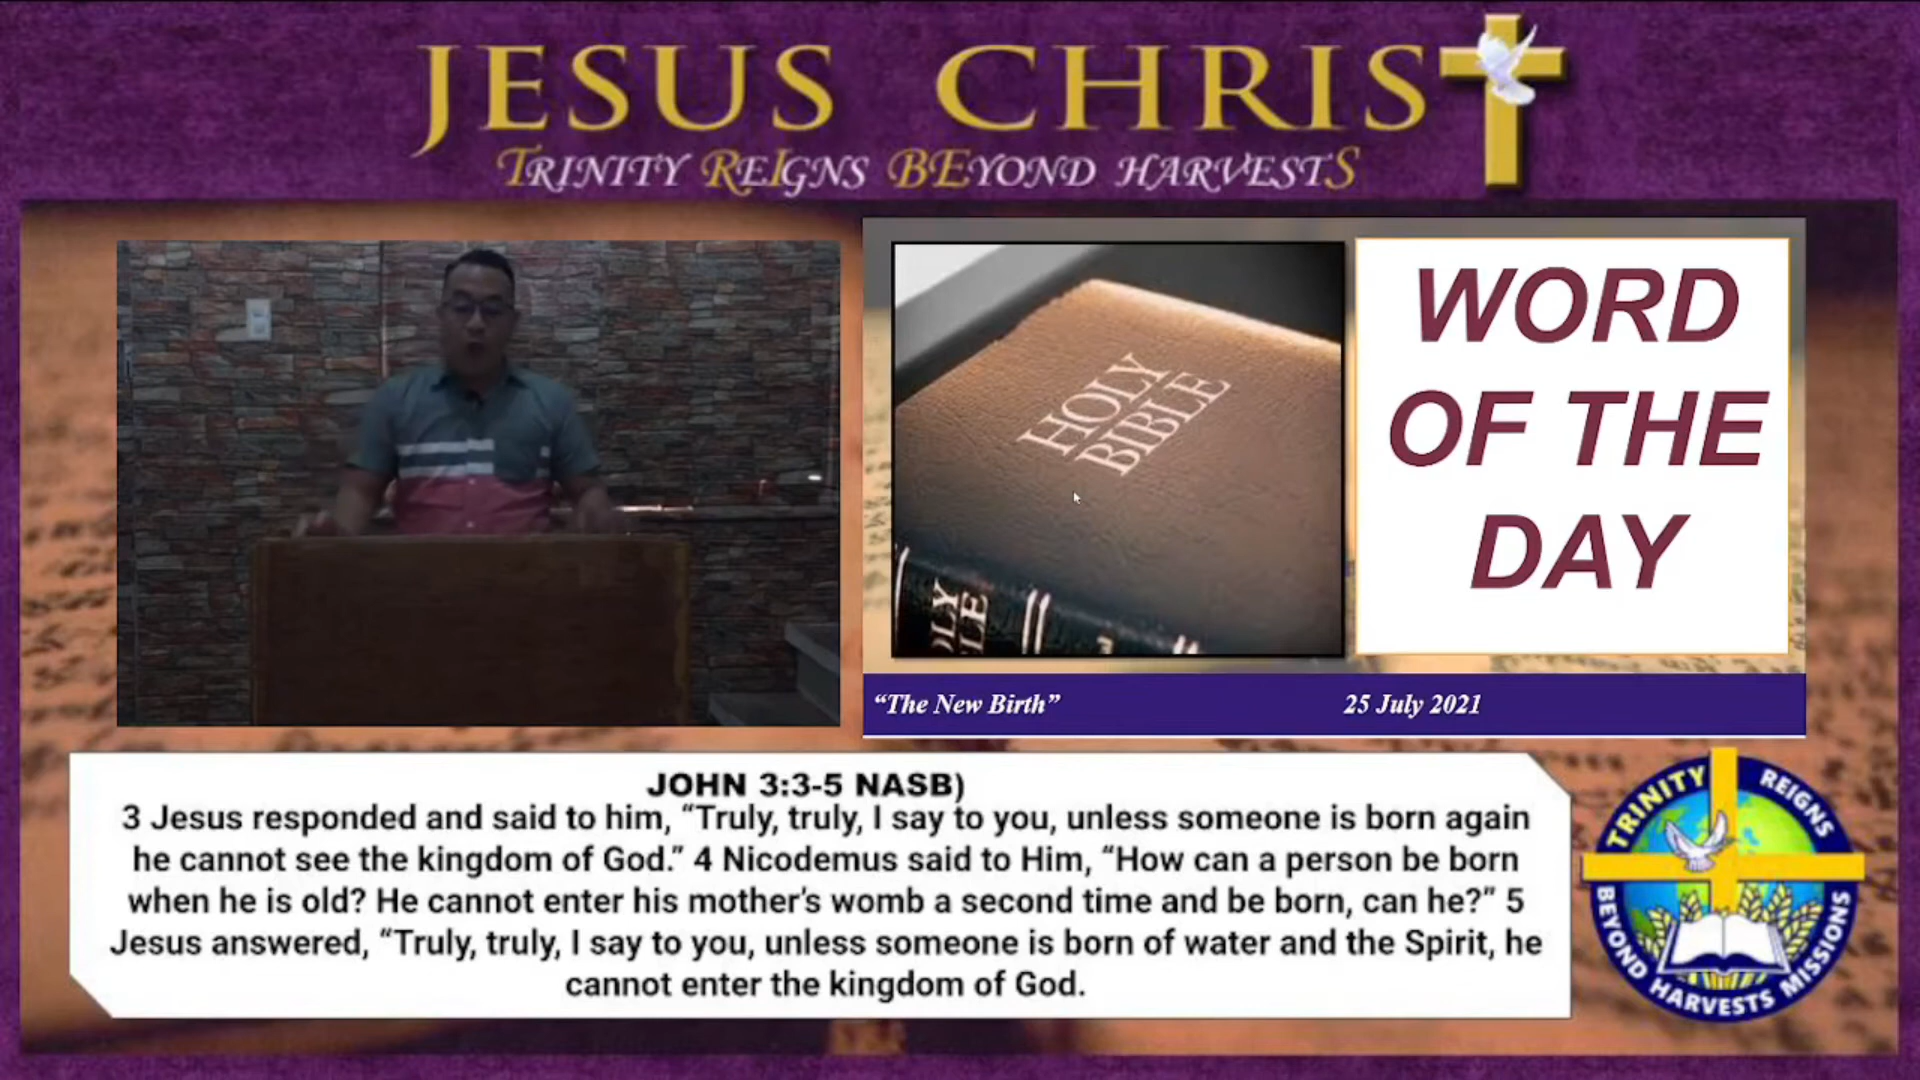 JESUS CHRIST
TRINITY REIGNS BEYOND HARVESTS
HOLY
BIBLE
WORD
OF THE
DAY
“The New Birth” 25 July 2021
JOHN 3:3-5 NASB)
3 Jesus responded and said to him, “Truly, truly, I say to you, unless someone is born again
he cannot see the kingdom of God.” 4 Nicodemus said to Him, “How can a person be born
when he is old? He cannot enter his mother’s womb a second time and be born, can he?” 5
Jesus answered, “Truly, truly, I say to you, unless someone is born of water and the Spirit, he
cannot enter the kingdom of God.
TRINITY REIGNS
BEYOND HARVESTS MISSIONS